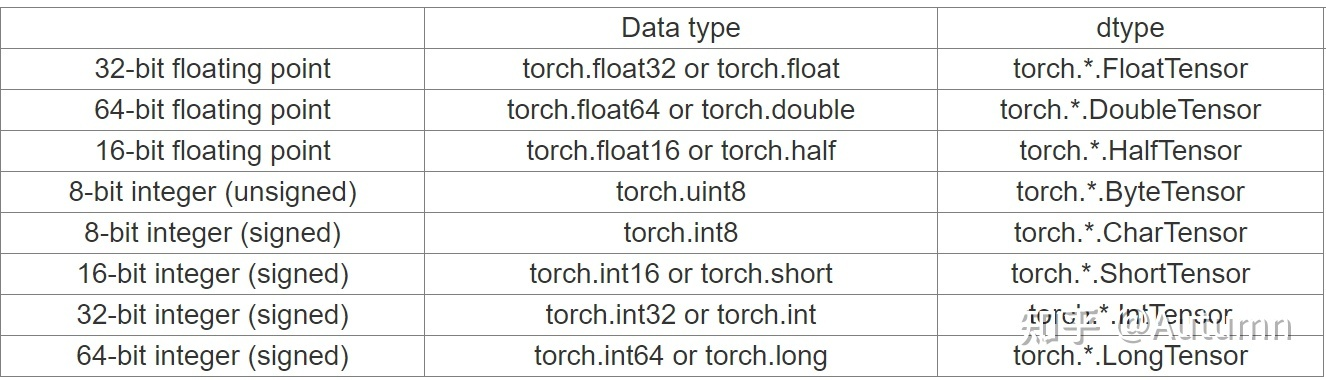 Data type dtype
32-bit floating point torch.float32 or torch.float torch.*.FloatTensor
64-bit floating point torch.float64 or torch.double torch.*.DoubleTensor
16-bit floating point torch.float16 or torch.half torch.*.HalfTensor
8-bit integer (unsigned) torch.uint8 torch.*.ByteTensor
8-bit integer (signed) torch.int8 torch.*.CharTensor
16-bit integer (signed) torch.int16 or torch.short torch.*.ShortTensor
32-bit integer (signed) torch.int32 or torch.int torch.*.IntTensor
知乎 @Autumn
64-bit integer (signed) torch.int64 or torch.long torch.*.LongTensor